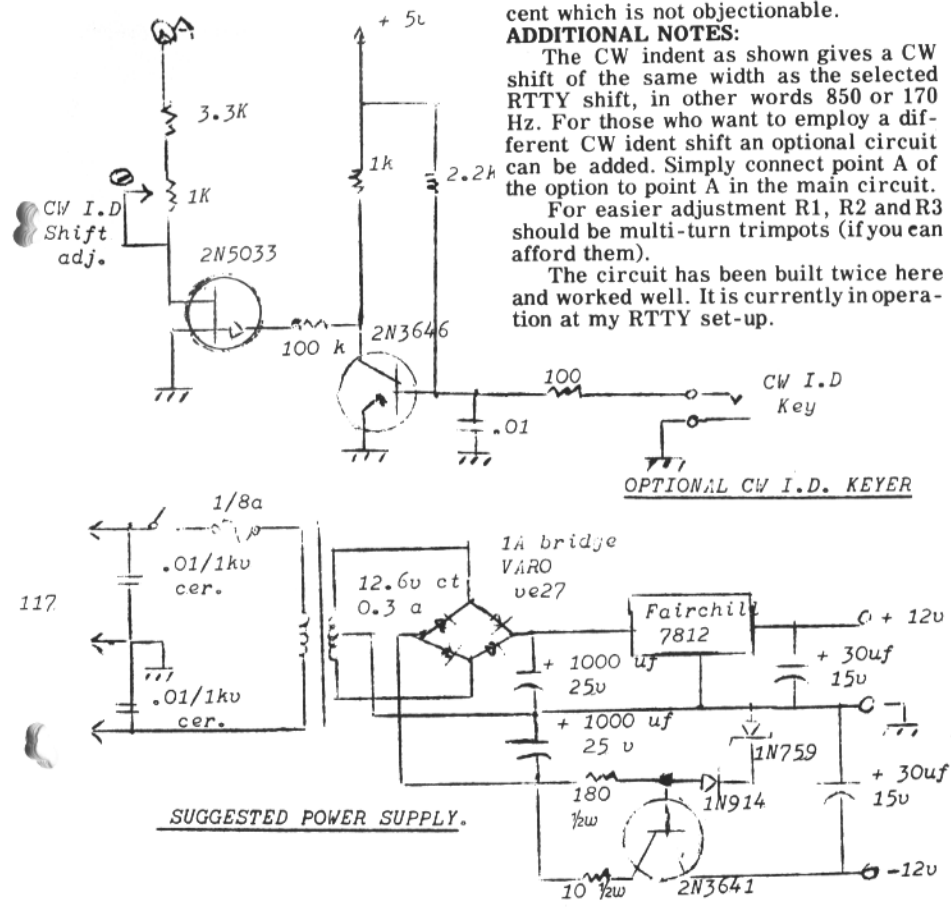 cent which is not objectionable.
ADDITIONAL NOTES:
The CW indent as shown gives a CW
shift of the same width as the selected
RTTY shift, in other words 850 or 170
Hz. For those who want to employ a dif-
ferent CW ident shift an optional circuit
can be added. Simply connect point A of
the option to point A in the main circuit.
For easier adjustment R1, R2 and R3
should be multi-turn trimpots (if you can
afford them).
The circuit has been built twice here
and worked well. It is currently in opera-
tion at my RTTY set-up.
A
+ 5v
3.3K
1K
1k
2.2k
CW I.D
Shift
adj.
2N5033
100 k
2N3646
100
.01
CW I.D
Key
OPTIONAL CW I.D. KEYER
1/8a
.01/1kv
cer.
117
.01/1kv
cer.
12.6v ct
0.3 a
1A bridge
VARO
ve27
Fairchil
7812
+ 12v
+ 1000 uf
25v
+ 30uf
15v
+ 1000 uf
25 v
1N759
180
½w
1N914
+ 30uf
15v
10 ½w
2N3641
-12v
SUGGESTED POWER SUPPLY.